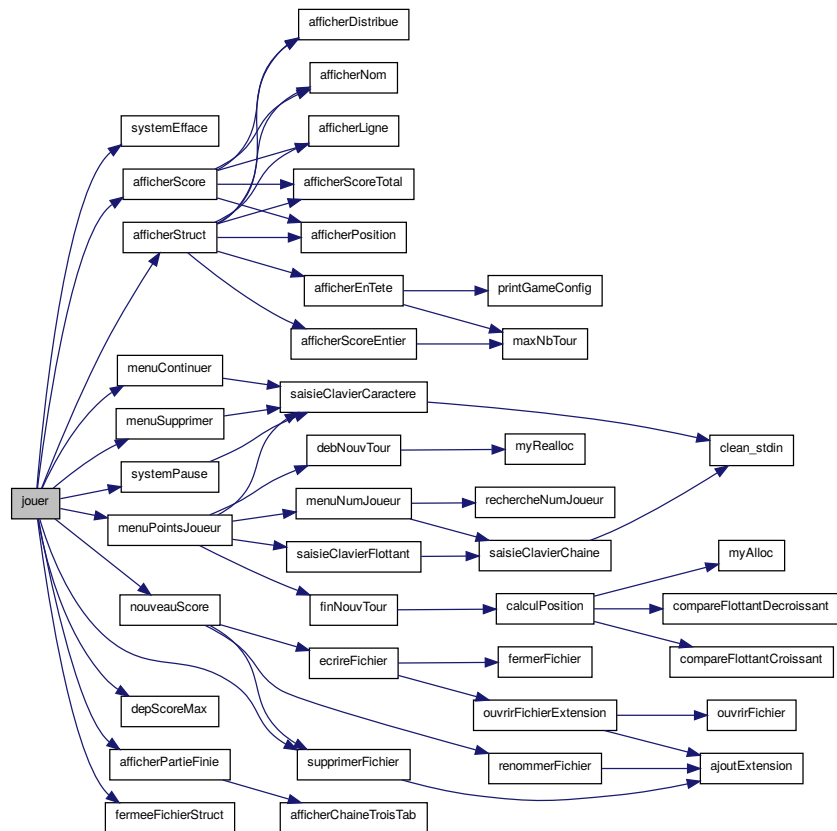 afficherDistribue
afficherNom
systemEfface
afficherLigne
afficherScore
afficherScoreTotal
afficherStruct
afficherPosition
afficherEnTete
printGameConfig
afficherScoreEntier
maxNbTour
menuContinuer
saisieClavierCaractere
menuSupprimer
debNouvTour
myRealloc
clean_stdin
systemPause
jouer
menuNumJoueur
rechercheNumJoueur
menuPointsJoueur
saisieClavierFlottant
saisieClavierChaine
myAlloc
nouveauScore
finNouvTour
calculPosition
compareFlottantDecroissant
ecrireFichier
fermerFichier
compareFlottantCroissant
depScoreMax
ouvrirFichierExtension
ouvrirFichier
afficherPartieFinie
supprimerFichier
renommerFichier
ajoutExtension
fermeeFichierStruct
afficherChaineTroisTab